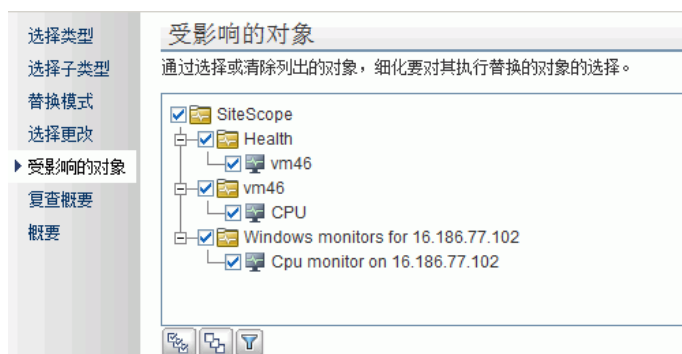 选择类型
选择子类型
替换模式
选择更改
受影响的对象
复查概要
概要
受影响的对象
通过选择或清除列出的对象，细化要对其执行替换的对象的选择。
SiteScope
Health
vm46
vm46
CPU
Windows monitors for 16.186.77.102
Cpu monitor on 16.186.77.102